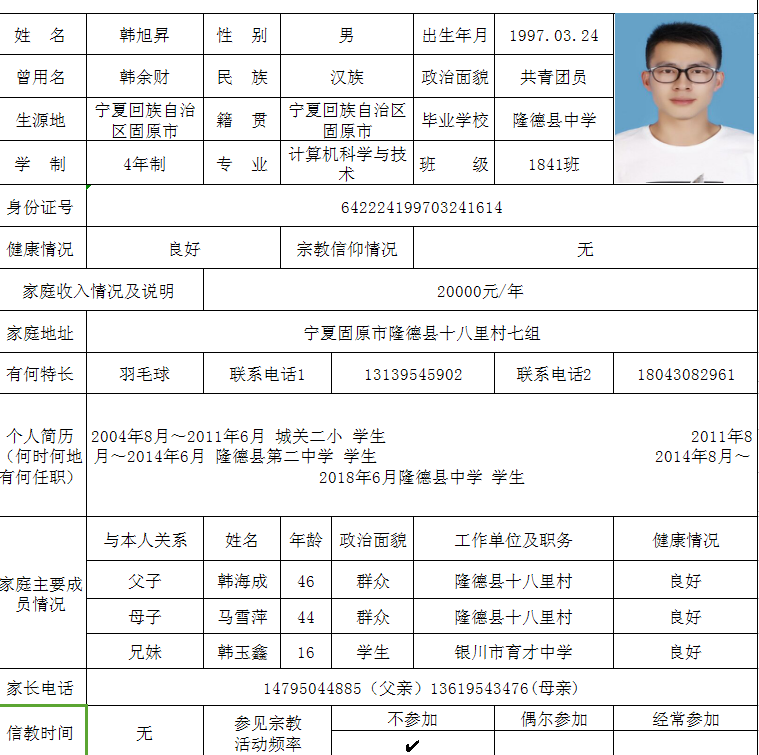 姓 名 韩旭昇 性 别 男 出生年月 1997.03.24
曾用名 韩余财 民 族 汉族 政治面貌 共青团员
生源地 宁夏回族自治区固原市 籍 贯 宁夏回族自治区固原市 毕业学校 隆德县中学
学 制 4年制 专 业 计算机科学与技术 班 级 1841班
身份证号 642224199703241614
健康情况 良好 宗教信仰情况 无
家庭收入情况及说明 20000元/年
家庭地址 宁夏固原市隆德县十八里村七组
有何特长 羽毛球 联系电话1 13139545902 联系电话2 18043082961
个人简历（何时何地有何任职）
2004年8月～2011年6月 城关二小 学生 2011年8
月～2014年6月 隆德县第二中学 学生 2014年8月～
2018年6月隆德县中学 学生
家庭主要成员情况
与本人关系 姓名 年龄 政治面貌 工作单位及职务 健康情况
父子 韩海成 46 群众 隆德县十八里村 良好
母子 马雪萍 44 群众 隆德县十八里村 良好
兄妹 韩玉鑫 16 学生 银川市育才中学 良好
家长电话 14795044885（父亲）13619543476(母亲)
信教时间 无 参见宗教活动频率 不参加 偶尔参加 经常参加
✔